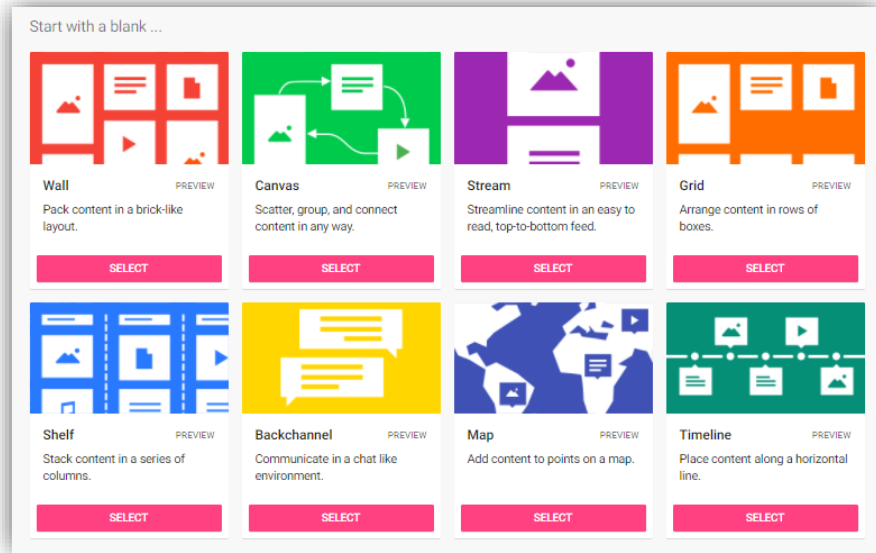 Start with a blank ...
Wall PREVIEW
Pack content in a brick-like
layout.
SELECT
Canvas PREVIEW
Scatter, group, and connect
content in any way.
SELECT
Stream PREVIEW
Streamline content in an easy to
read, top-to-bottom feed.
SELECT
Grid PREVIEW
Arrange content in rows of
boxes.
SELECT
Shelf PREVIEW
Stack content in a series of
columns.
SELECT
Backchannel PREVIEW
Communicate in a chat like
environment.
SELECT
Map PREVIEW
Add content to points on a map.
SELECT
Timeline PREVIEW
Place content along a horizontal
line.
SELECT